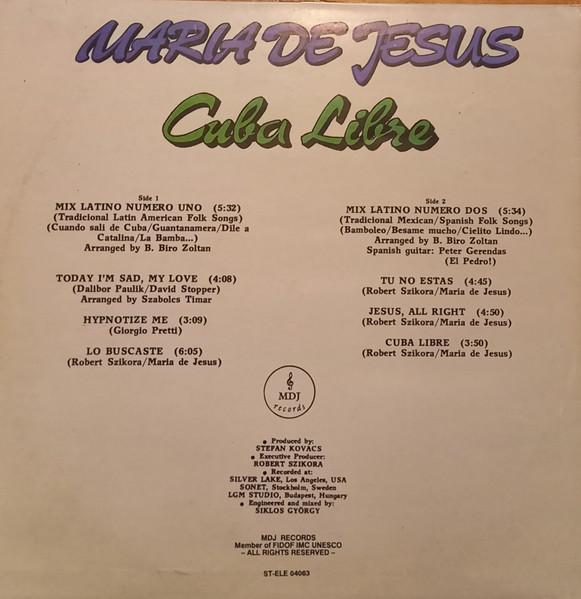 MARIA DE JESUS
Cuba Libre
Side 1
MIX LATINO NUMERO UNO (5:32)
(Tradicional Latin American Folk Songs)
(Cuando sali de Cuba/Guantanamera/Dile a
Catalina/La Bamba...)
Arranged by B. Biro Zoltan
TODAY I'M SAD, MY LOVE (4:08)
(Dalibor Paulik/David Stopper)
Arranged by Szabolcs Timar
HYPNOTIZE ME (3:09)
(Giorgio Pretti)
LO BUSCASTE (6:05)
(Robert Szikora/Maria de Jesus)
Side 2
MIX LATINO NUMERO DOS (5:34)
(Tradicional Mexican/Spanish Folk Songs)
(Bamboleo/Besame mucho/Cielito Lindo...)
Arranged by B. Biro Zoltan
Spanish guitar: Peter Gerendas
(El Pedro!)
TU NO ESTAS (4:45)
(Robert Szikora/Maria de Jesus)
JESUS, ALL RIGHT (4:50)
(Robert Szikora/Maria de Jesus)
CUBA LIBRE (3:50)
(Robert Szikora/Maria de Jesus)
MDJ
records
● Produced by:
STEFAN KOVACS
● Executive Producer:
ROBERT SZIKORA
● Recorded at:
SILVER LAKE, Los Angeles, USA
SONET, Stockholm, Sweden
LGM STUDIO, Budapest, Hungary
● Engineered and mixed by:
SIKLOS GYÖRGY
MDJ RECORDS
Member of FIDOF IMC UNESCO
– ALL RIGHTS RESERVED –
ST-ELE 04063